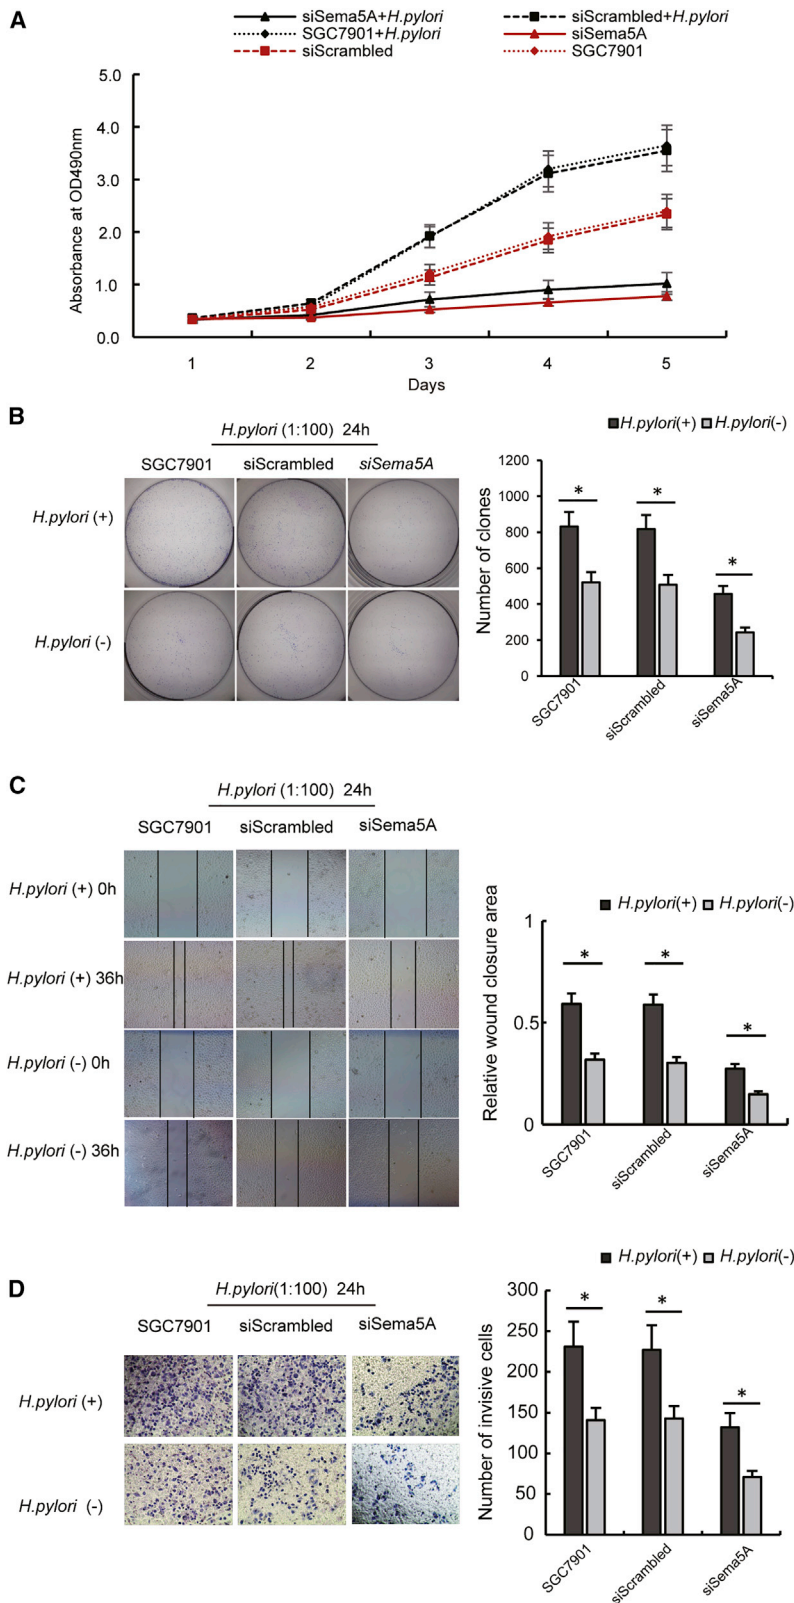 A
siSema5A+H.pylori
siScrambled+H.pylori
SGC7901+H.pylori
siSema5A
siScrambled
SGC7901
Absorbance at OD490nm
5.0
4.0
3.0
2.0
1.0
0.0
1 2 3 4 5
Days
B
H.pylori (1:100) 24h
SGC7901 siScrambled siSema5A
H.pylori (+)
H.pylori (-)
H.pylori(+) H.pylori(-)
Number of clones
1200
1000
800
600
400
200
0
* * *
SGC7901 siScrambled siSema5A
C
H.pylori (1:100) 24h
SGC7901 siScrambled siSema5A
H.pylori (+) 0h
H.pylori (+) 36h
H.pylori (-) 0h
H.pylori (-) 36h
H.pylori(+) H.pylori(-)
Relative wound closure area
1
0.5
0
* * *
SGC7901 siScrambled siSema5A
D
H.pylori(1:100) 24h
SGC7901 siScrambled siSema5A
H.pylori (+)
H.pylori (-)
H.pylori(+) H.pylori(-)
Number of invisive cells
300
250
200
150
100
50
0
* * *
SGC7901 siScrambled siSema5A